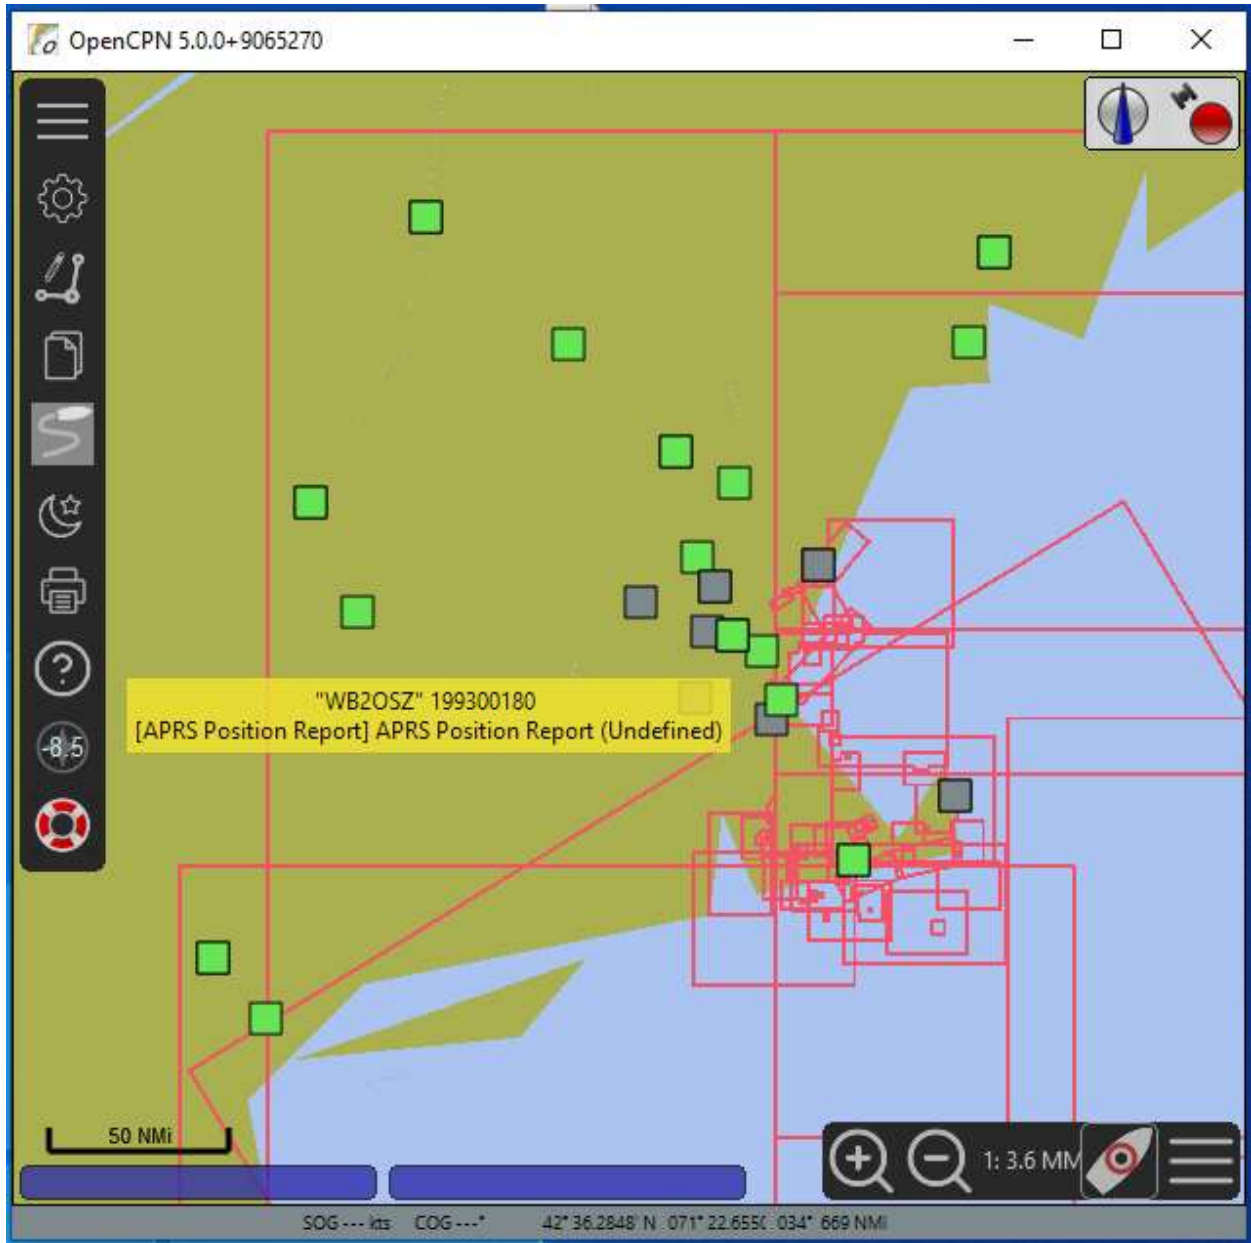 OpenCPN 5.0.0+9065270
-8.5
"WB2OSZ" 199300180
[APRS Position Report] APRS Position Report (Undefined)
50 NMi
1: 3.6 MM
SOG --- kts COG ---° 42° 36.2848' N 071° 22.655 034° 669 NMi